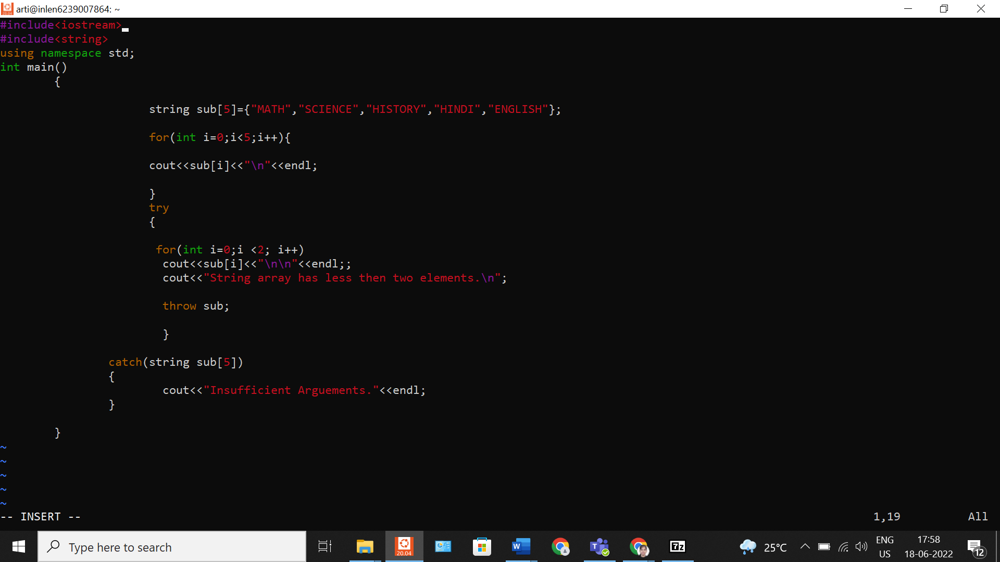 arti@inlen6239007864: ~
#include<iostream>
#include<string>
using namespace std;
int main()
{
string sub[5]={"MATH","SCIENCE","HISTORY","HINDI","ENGLISH"};
for(int i=0;i<5;i++){
cout<<sub[i]<<"\n"<<endl;
}
try
{
for(int i=0;i <2; i++)
cout<<sub[i]<<"\n\n"<<endl;;
cout<<"String array has less then two elements.\n";
throw sub;
}
catch(string sub[5])
{
cout<<"Insufficient Arguements."<<endl;
}
}
~
~
~
~
~
-- INSERT -- 1,19 All
Type here to search 20.04 W T 7z 25°C ENG 17:58
US 18-06-2022 12